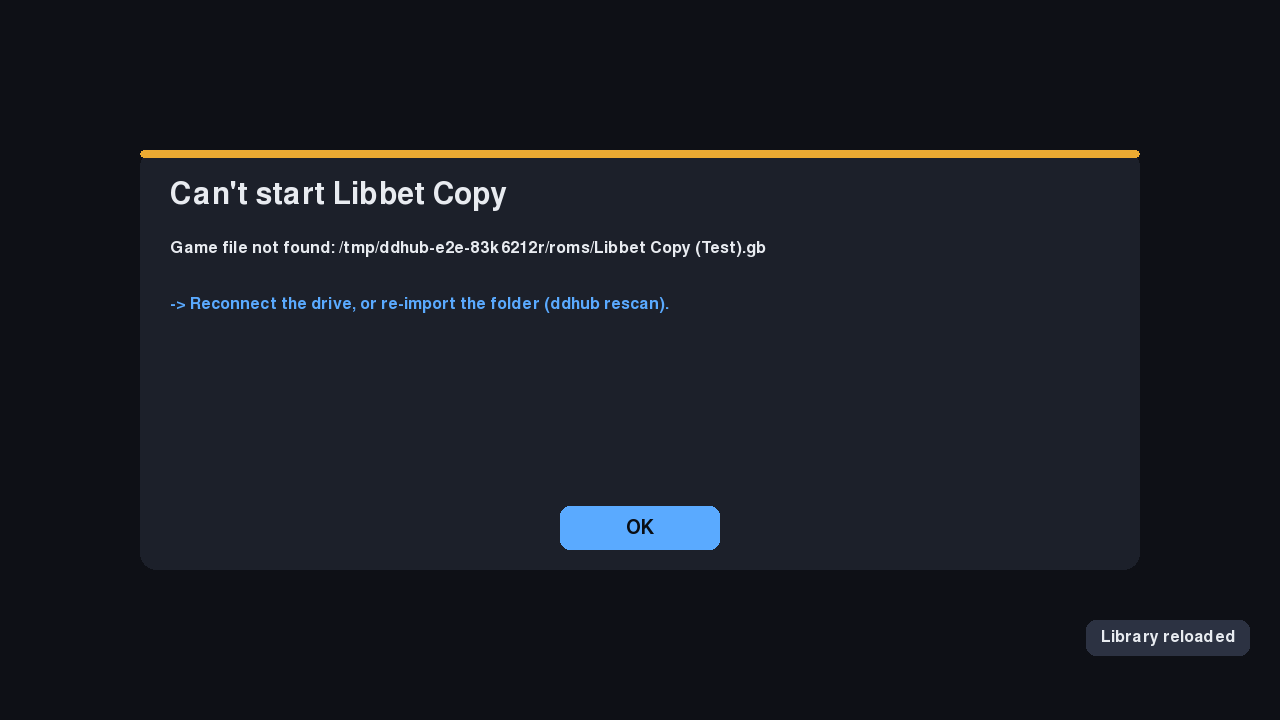 Can't start Libbet Copy
Game file not found: /tmp/ddhub-e2e-83k6212r/roms/Libbet Copy (Test).gb
-> Reconnect the drive, or re-import the folder (ddhub rescan).
OK
Library reloaded